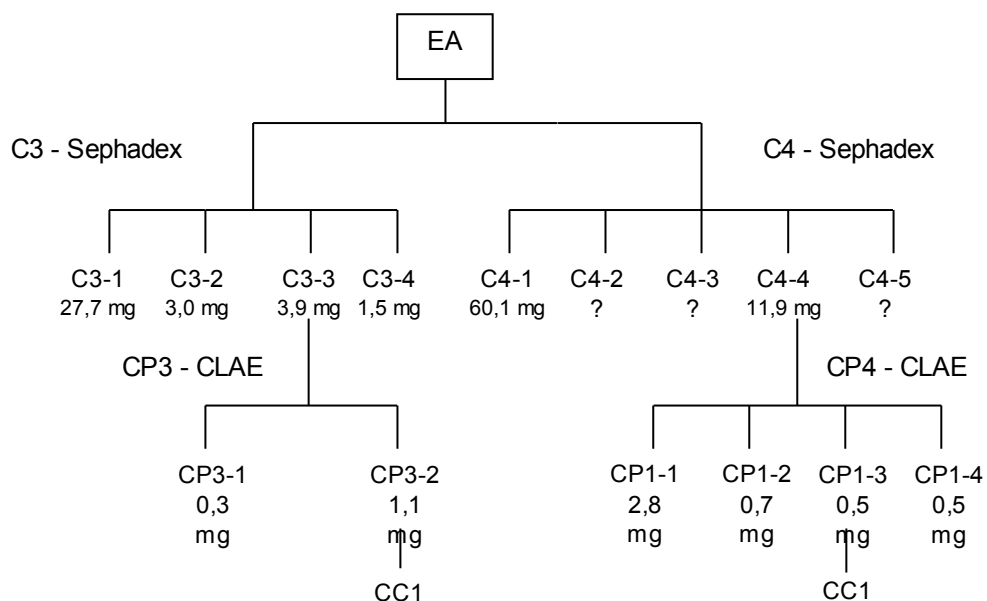 EA
C3 - Sephadex
C4 - Sephadex
C3-1 C3-2 C3-3 C3-4 C4-1 C4-2 C4-3 C4-4 C4-5
27,7 mg 3,0 mg 3,9 mg 1,5 mg 60,1 mg ? ? 11,9 mg ?
CP3 - CLAE
CP4 - CLAE
CP3-1 CP3-2 CP1-1 CP1-2 CP1-3 CP1-4
0,3 1,1 2,8 0,7 0,5 0,5
mg mg mg mg mg mg
CC1 CC1